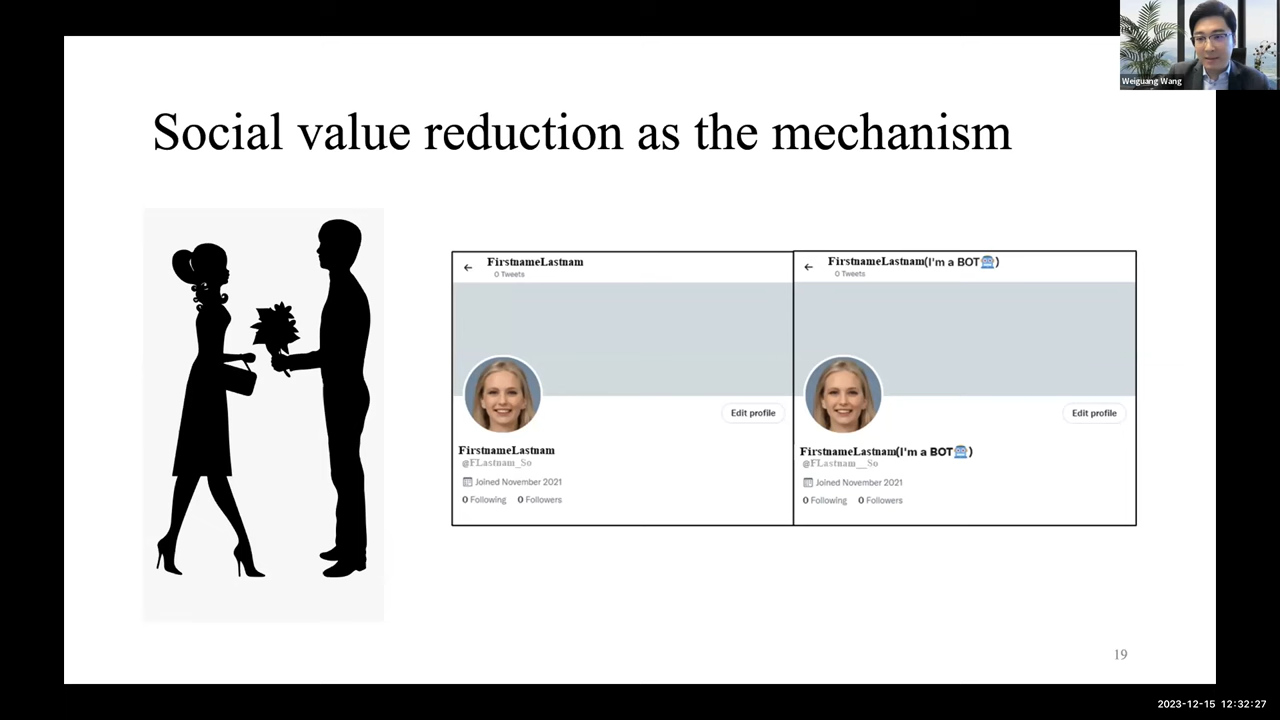 Weiguang Wang
Social value reduction as the mechanism
FirstnameLastnam
0 Tweets
Edit profile
FirstnameLastnam
@FLastnam_So
Joined November 2021
0 Following 0 Followers
FirstnameLastnam(I'm a BOT🤖)
0 Tweets
Edit profile
FirstnameLastnam(I'm a BOT🤖)
@FLastnam__So
Joined November 2021
0 Following 0 Followers
19
2023-12-15 12:32:27